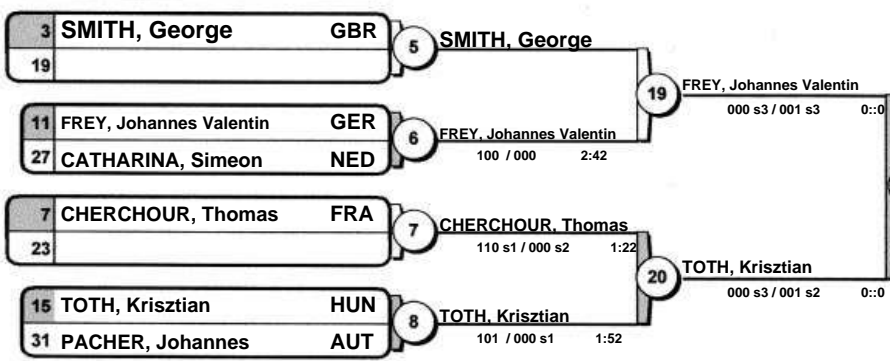 3 SMITH, George GBR
19
5
SMITH, George
11 FREY, Johannes Valentin GER
27 CATHARINA, Simeon NED
6
FREY, Johannes Valentin
100 / 000 2:42
19
FREY, Johannes Valentin
000 s3 / 001 s3 0::0
7 CHERCHOUR, Thomas FRA
23
7
CHERCHOUR, Thomas
110 s1 / 000 s2 1:22
15 TOTH, Krisztian HUN
31 PACHER, Johannes AUT
8
TOTH, Krisztian
101 / 000 s1 1:52
20
TOTH, Krisztian
000 s3 / 001 s2 0::0